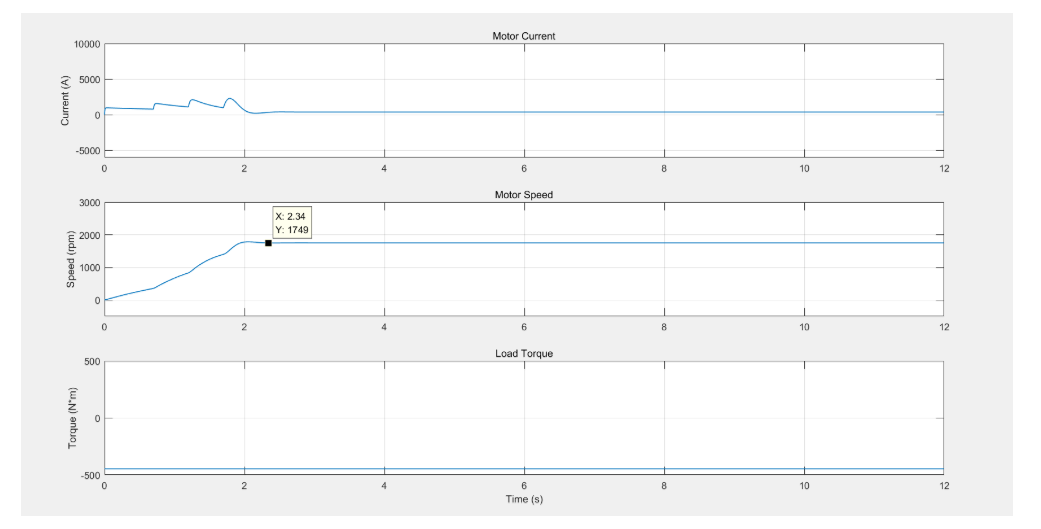 Motor Current
Current (A)
10000
5000
0
-5000
0 2 4 6 8 10 12
Motor Speed
Speed (rpm)
3000
2000
1000
0
X: 2.34
Y: 1749
0 2 4 6 8 10 12
Load Torque
Torque (N*m)
500
0
-500
0 2 4 6 8 10 12
Time (s)